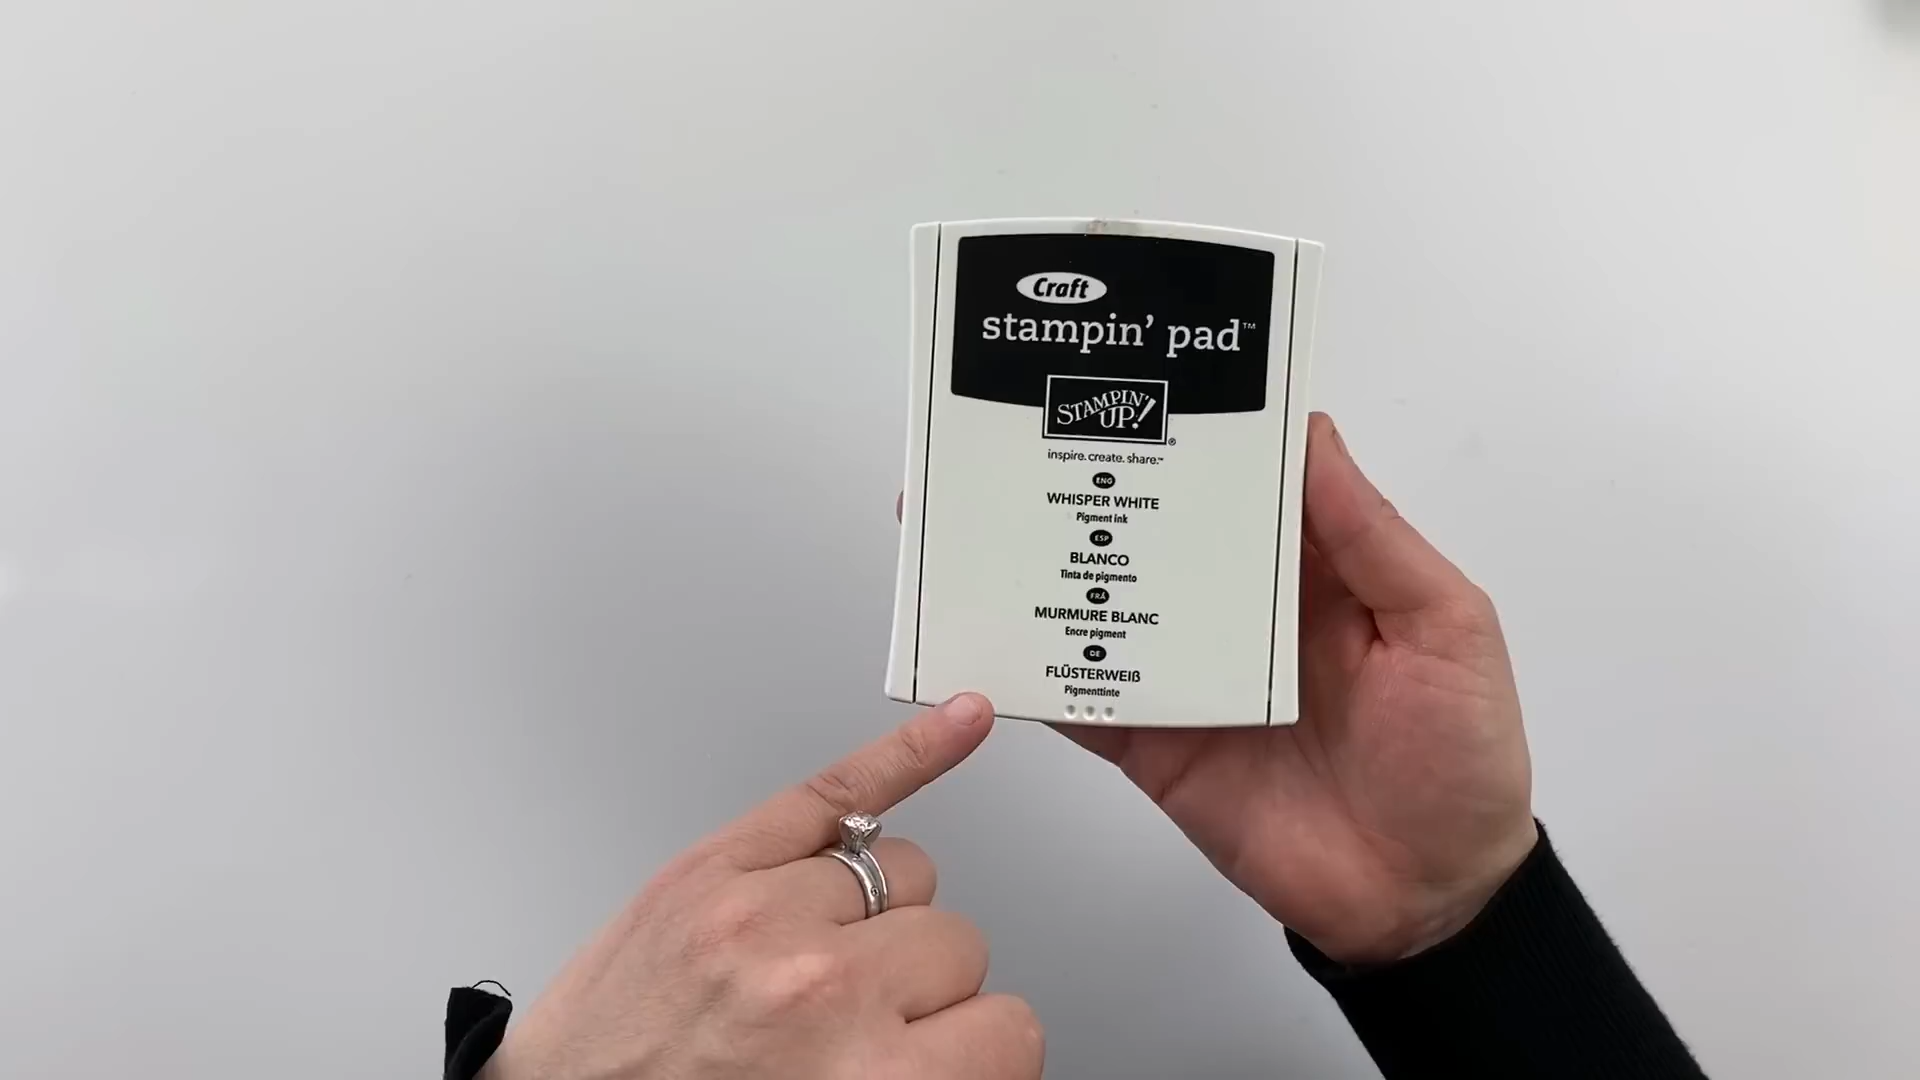 Craft
stampin' pad™
STAMPIN' UP!®
inspire. create. share.™
ENG
WHISPER WHITE
Pigment ink
ESP
BLANCO
Tinta de pigmento
FRA
MURMURE BLANC
Encre pigment
DE
FLÜSTERWEIß
Pigmenttinte